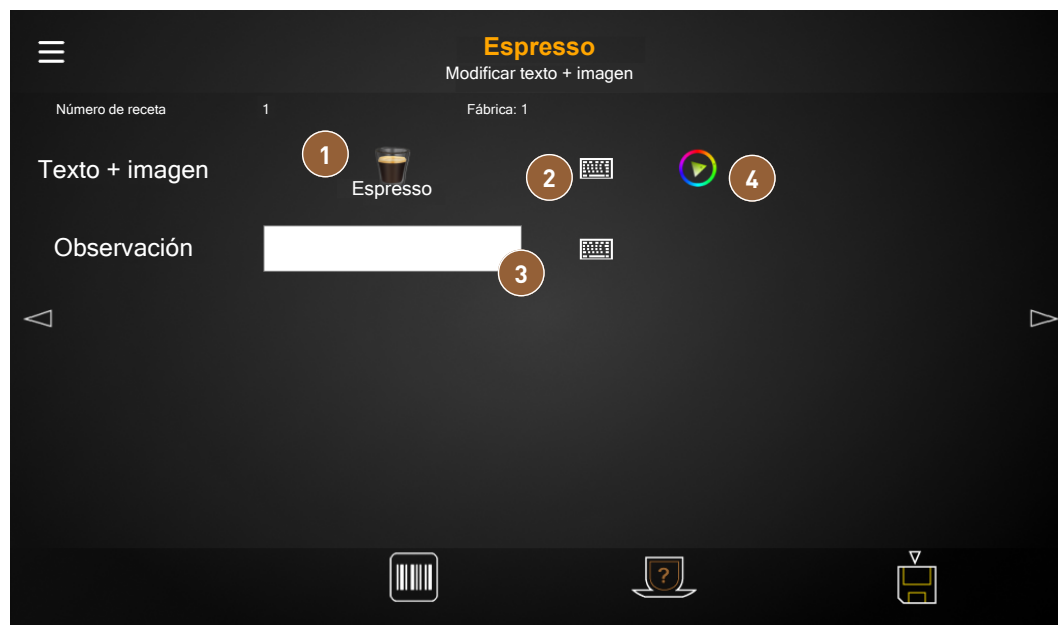 Espresso
Modificar texto + imagen
Número de receta 1 Fábrica: 1
Texto + imagen 1 Espresso 2 4
Observación 3
?